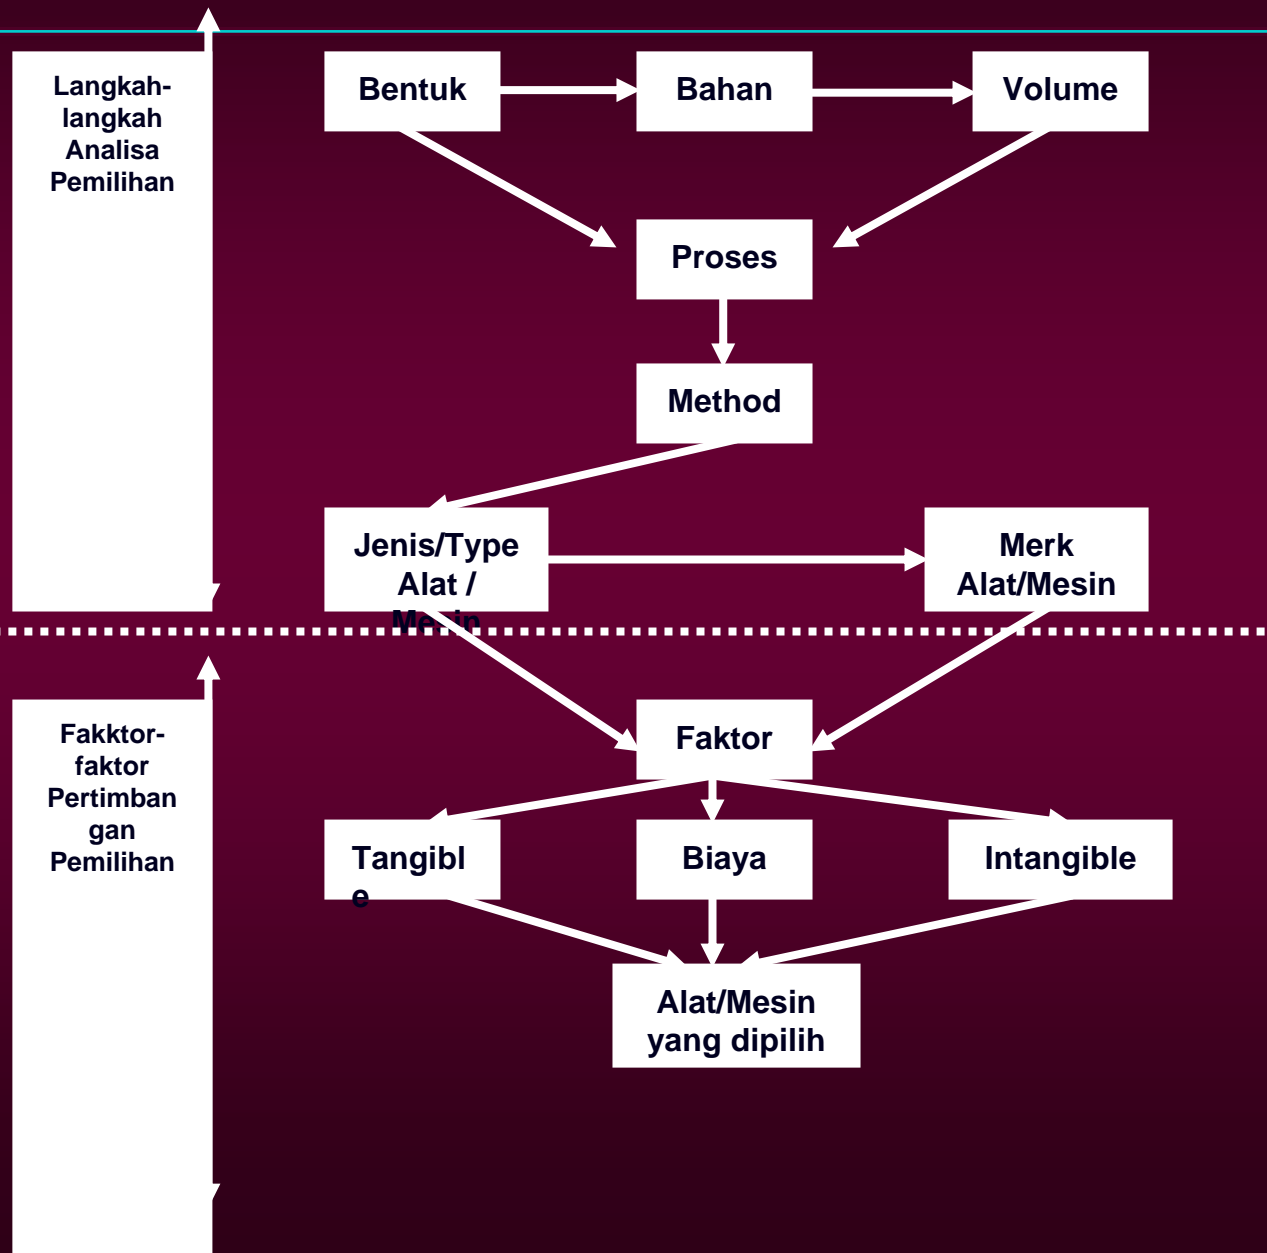 Langkah-
langkah
Analisa
Pemilihan
Bentuk
Bahan
Volume
Proses
Method
Jenis/Type
Alat /
Mesin
Merk
Alat/Mesin
Fakktor-
faktor
Pertimban
gan
Pemilihan
Faktor
Tangibl
e
Biaya
Intangible
Alat/Mesin
yang dipilih